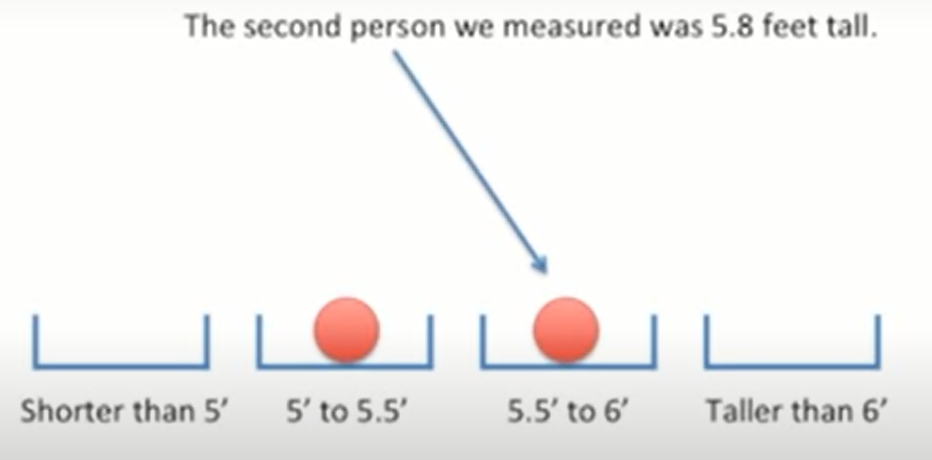 The second person we measured was 5.8 feet tall.
Shorter than 5′
5′ to 5.5′
5.5′ to 6′
Taller than 6′